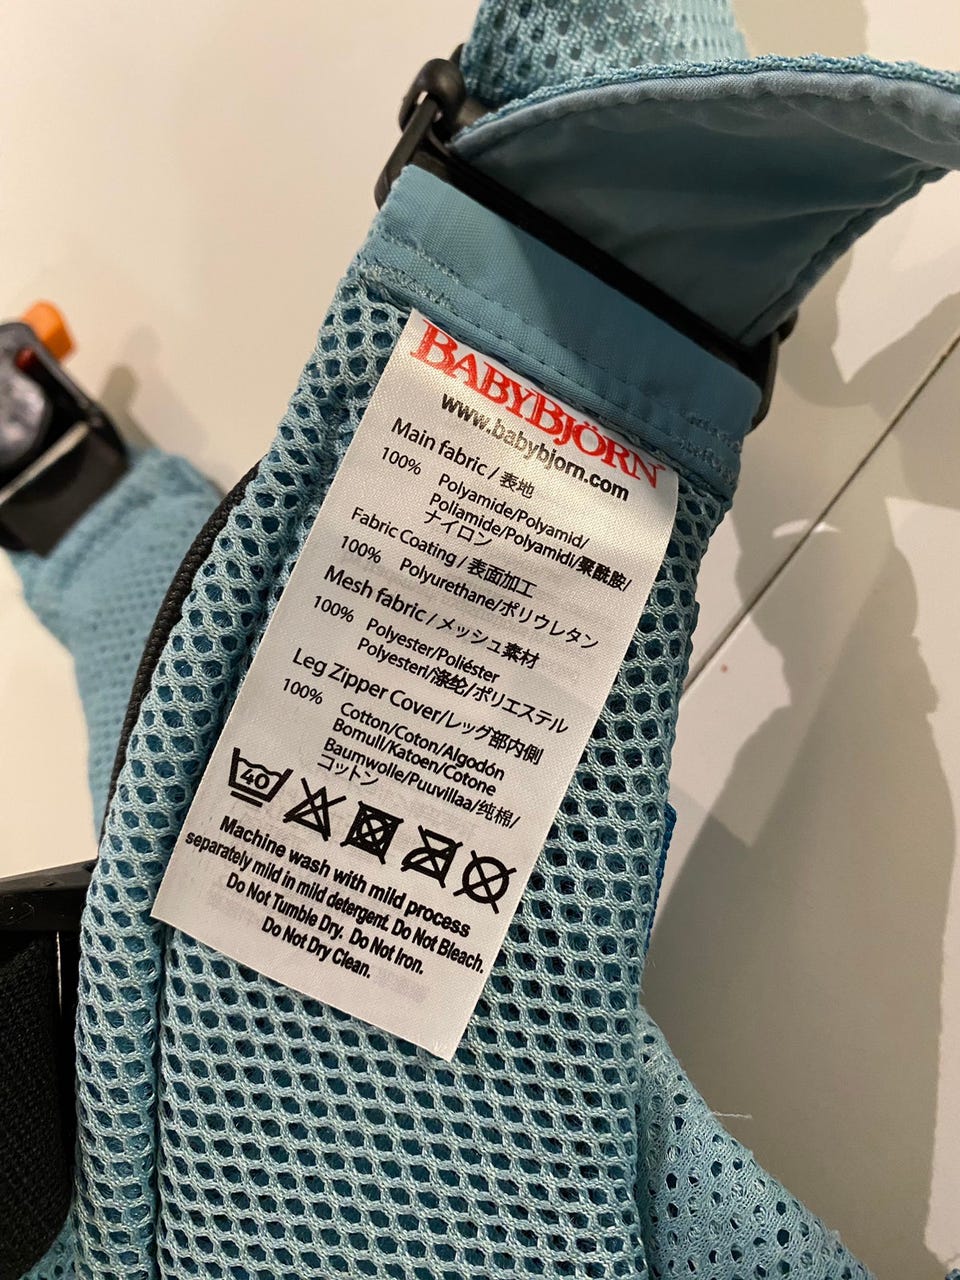 BABYBJÖRN
www.babybjorn.com
Main fabric / 表地
100% Polyamide/Polyamid/
Poliamide/Polyamidi/聚酰胺/
ナイロン
Fabric Coating / 表面加工
100% Polyurethane/ポリウレタン
Mesh fabric / メッシュ素材
100% Polyester/Poliéster
Polyesteri/涤纶/ポリエステル
Leg Zipper Cover/レッグ部内側
100% Cotton/Coton/Algodón
Bomull/Katoen/Cotone
Baumwolle/Puuvillaa/纯棉/
コットン
40
Machine wash with mild process
separately mild in mild detergent. Do Not Bleach.
Do Not Tumble Dry. Do Not Iron.
Do Not Dry Clean.